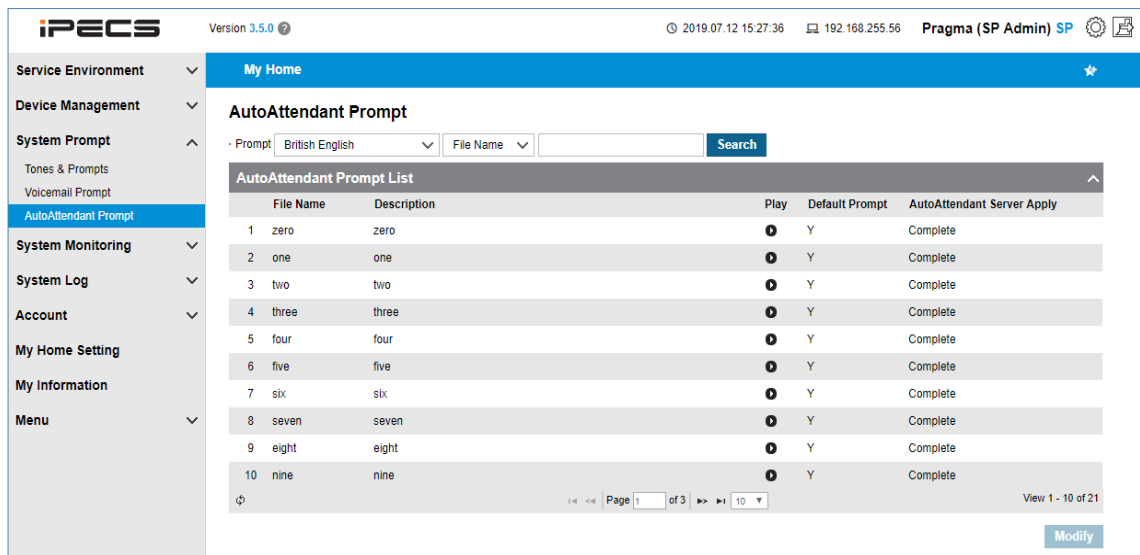 iPECS
Version 3.5.0 ?
2019.07.12 15:27:36 192.168.255.56 Pragma (SP Admin) SP
Service Environment
Device Management
System Prompt
Tones & Prompts
Voicemail Prompt
AutoAttendant Prompt
System Monitoring
System Log
Account
My Home Setting
My Information
Menu
My Home
AutoAttendant Prompt
· Prompt British English File Name Search
AutoAttendant Prompt List
File Name Description Play Default Prompt AutoAttendant Server Apply
1 zero zero Y Complete
2 one one Y Complete
3 two two Y Complete
4 three three Y Complete
5 four four Y Complete
6 five five Y Complete
7 six six Y Complete
8 seven seven Y Complete
9 eight eight Y Complete
10 nine nine Y Complete
Page 1 of 3 10 View 1 - 10 of 21
Modify